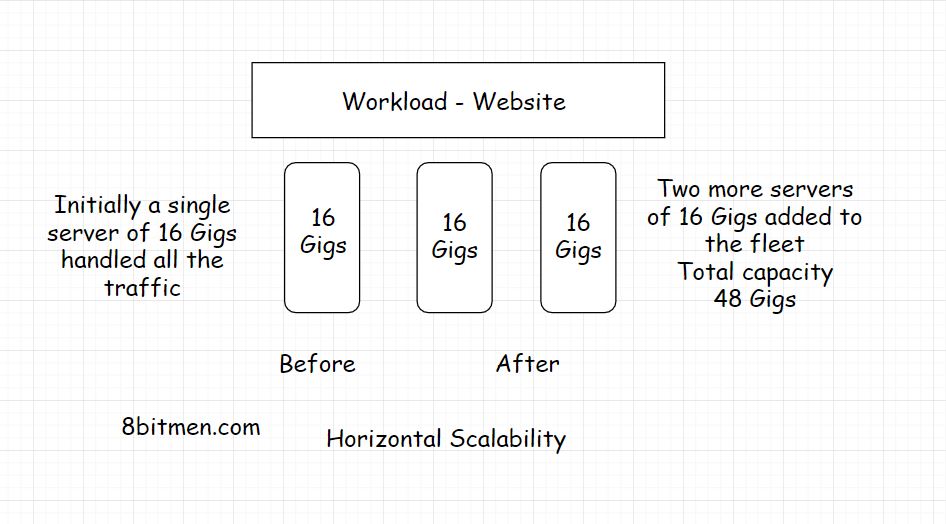 Workload - Website
Initially a single
server of 16 Gigs
handled all the
traffic
16
Gigs
16
Gigs
16
Gigs
Two more servers
of 16 Gigs added to
the fleet
Total capacity
48 Gigs
Before
After
8bitmen.com
Horizontal Scalability